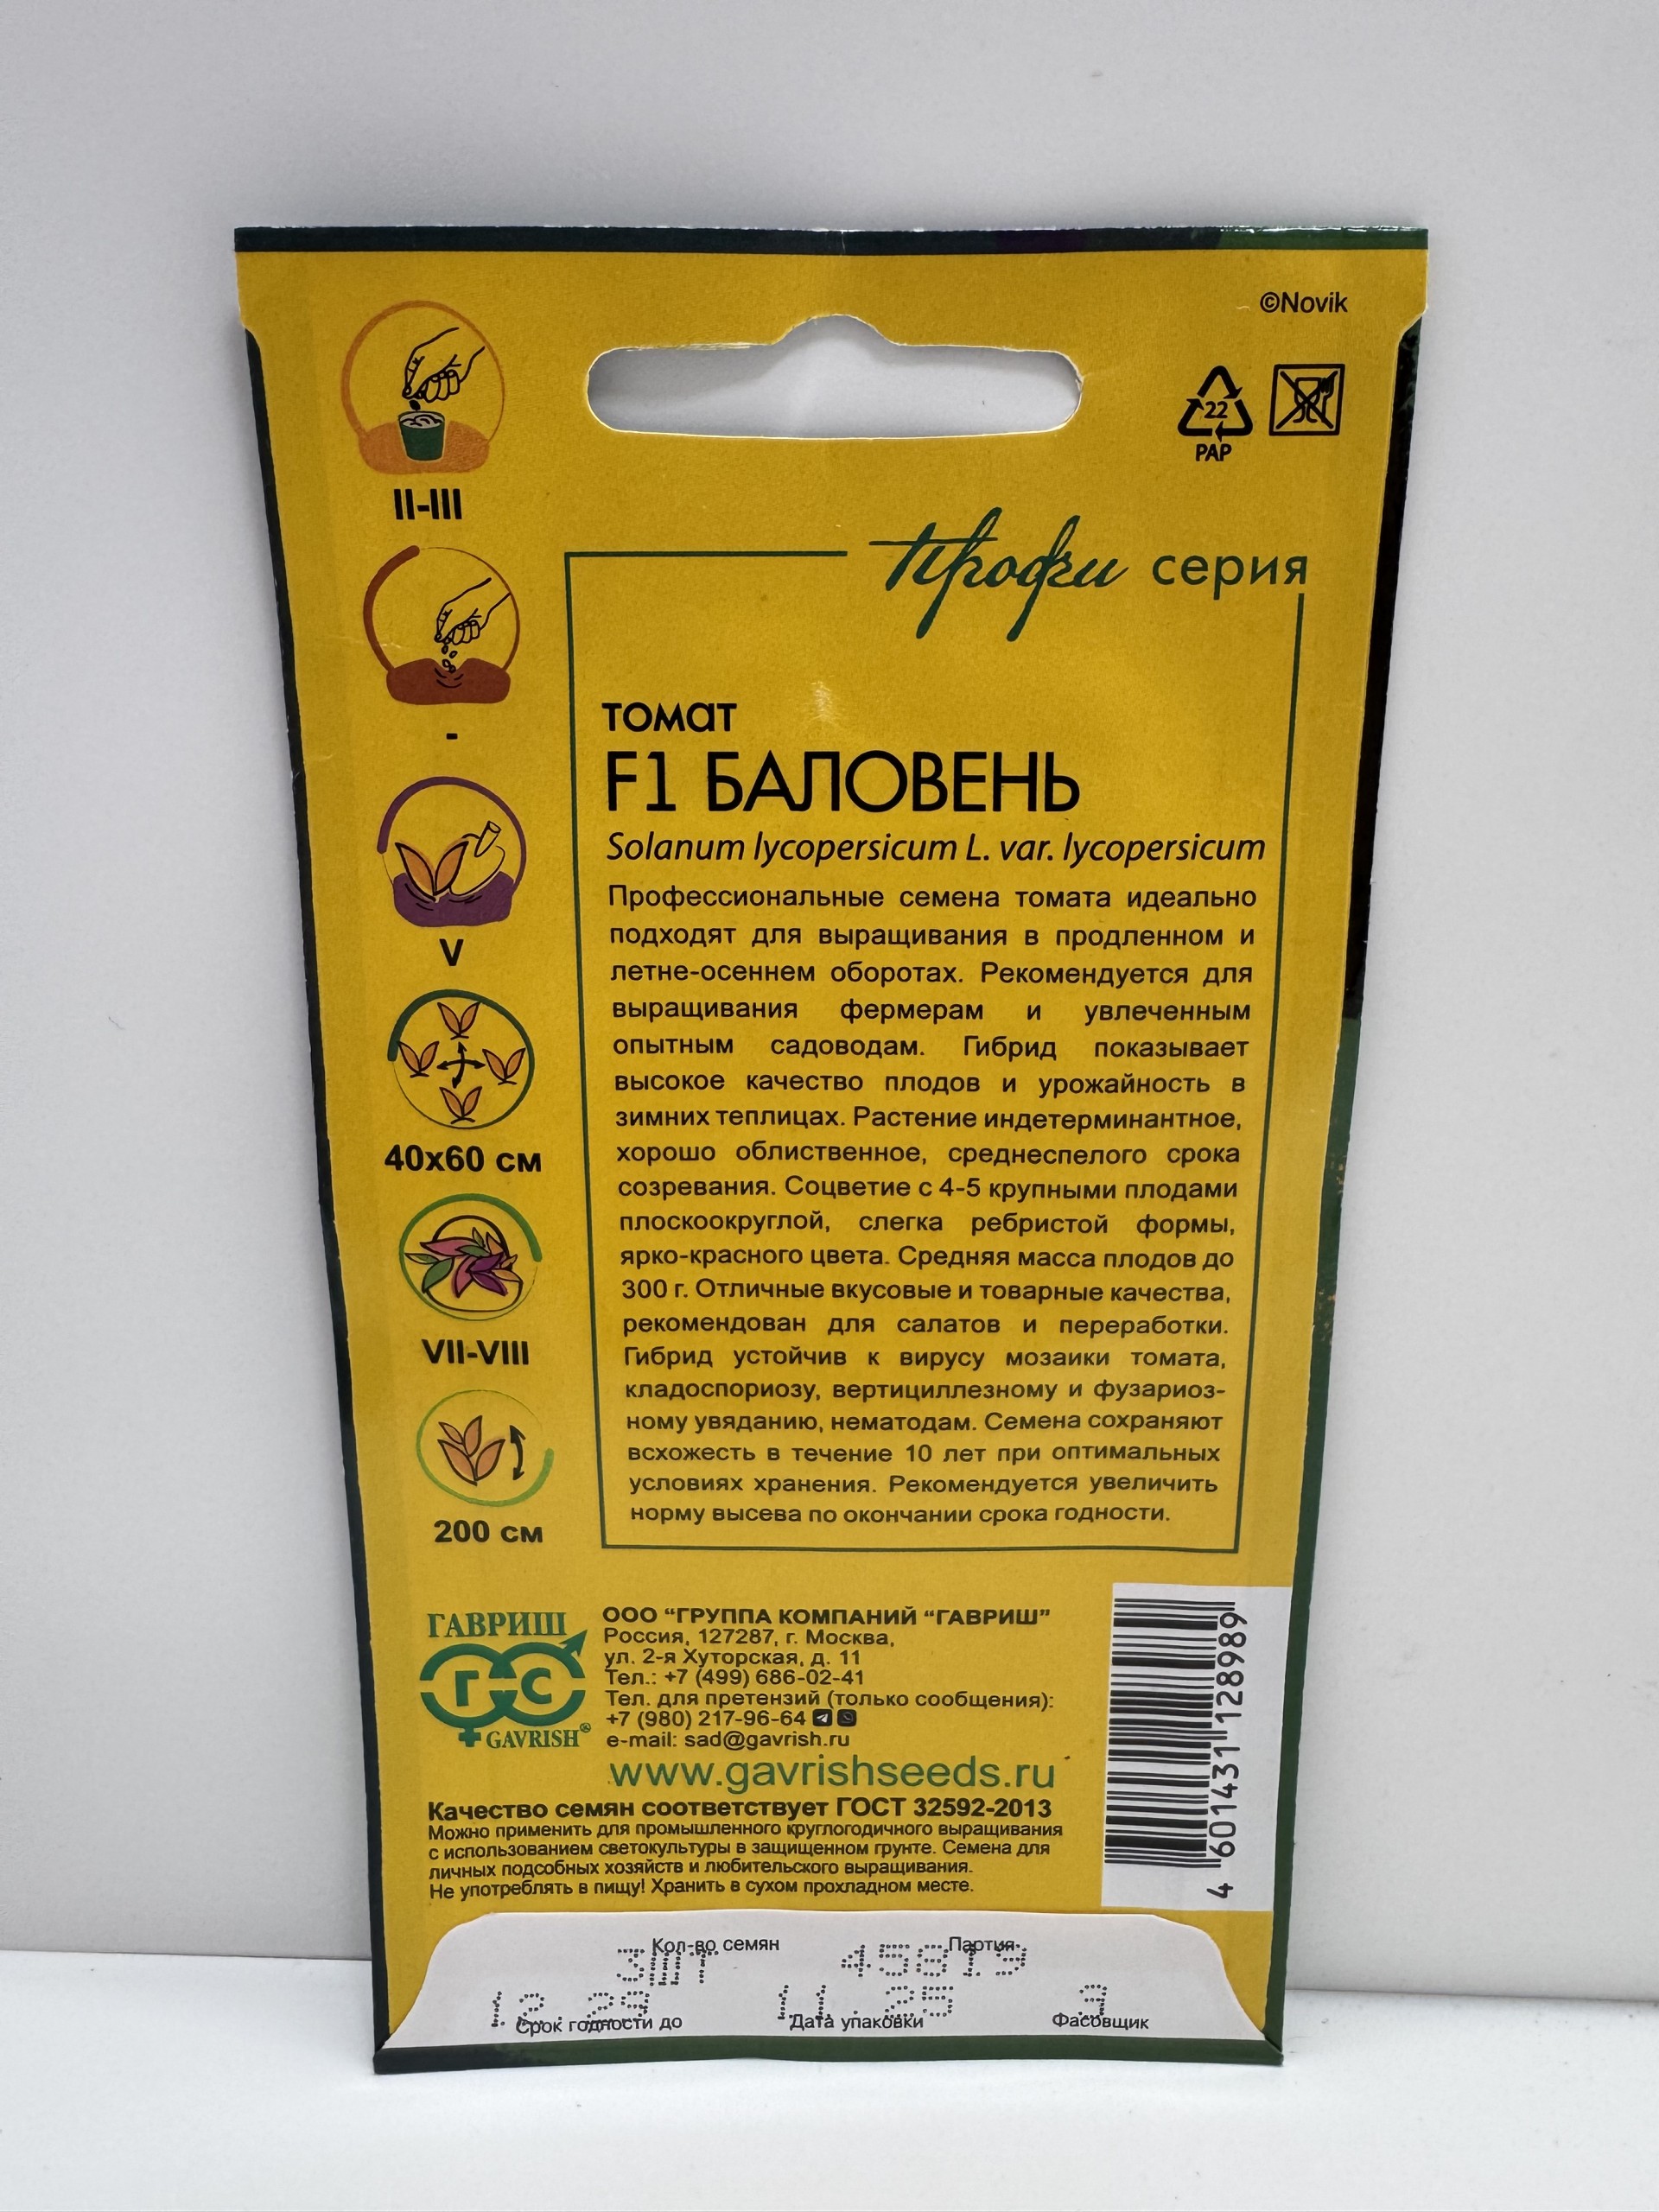 ©Novik
22
PAP
II-III
-
V
40х60 см
VII-VIII
200 см
Профи серия
томат
F1 БАЛОВЕНЬ
Solanum lycopersicum L. var. lycopersicum
Профессиональные семена томата идеально
подходят для выращивания в продленном и
летне-осеннем оборотах. Рекомендуется для
выращивания фермерам и увлеченным
опытным садоводам. Гибрид показывает
высокое качество плодов и урожайность в
зимних теплицах. Растение индетерминантное,
хорошо облиственное, среднеспелого срока
созревания. Соцветие с 4-5 крупными плодами
плоскоокруглой, слегка ребристой формы,
ярко-красного цвета. Средняя масса плодов до
300 г. Отличные вкусовые и товарные качества,
рекомендован для салатов и переработки.
Гибрид устойчив к вирусу мозаики томата,
кладоспориозу, вертициллезному и фузариоз-
ному увяданию, нематодам. Семена сохраняют
всхожесть в течение 10 лет при оптимальных
условиях хранения. Рекомендуется увеличить
норму высева по окончании срока годности.
ГАВРИШ
ГС
GAVRISH®
ООО “ГРУППА КОМПАНИЙ “ГАВРИШ”
Россия, 127287, г. Москва,
ул. 2-я Хуторская, д. 11
Тел.: +7 (499) 686-02-41
Тел. для претензий (только сообщения):
+7 (980) 217-96-64
e-mail: sad@gavrish.ru
www.gavrishseeds.ru
Качество семян соответствует ГОСТ 32592-2013
Можно применить для промышленного круглогодичного выращивания
с использованием светокультуры в защищенном грунте. Семена для
личных подсобных хозяйств и любительского выращивания.
Не употреблять в пищу! Хранить в сухом прохладном месте.
4 601431 128989
Кол-во семян Партия
3шт 45819
12.29 11.25 9
Срок годности до Дата упаковки Фасовщик